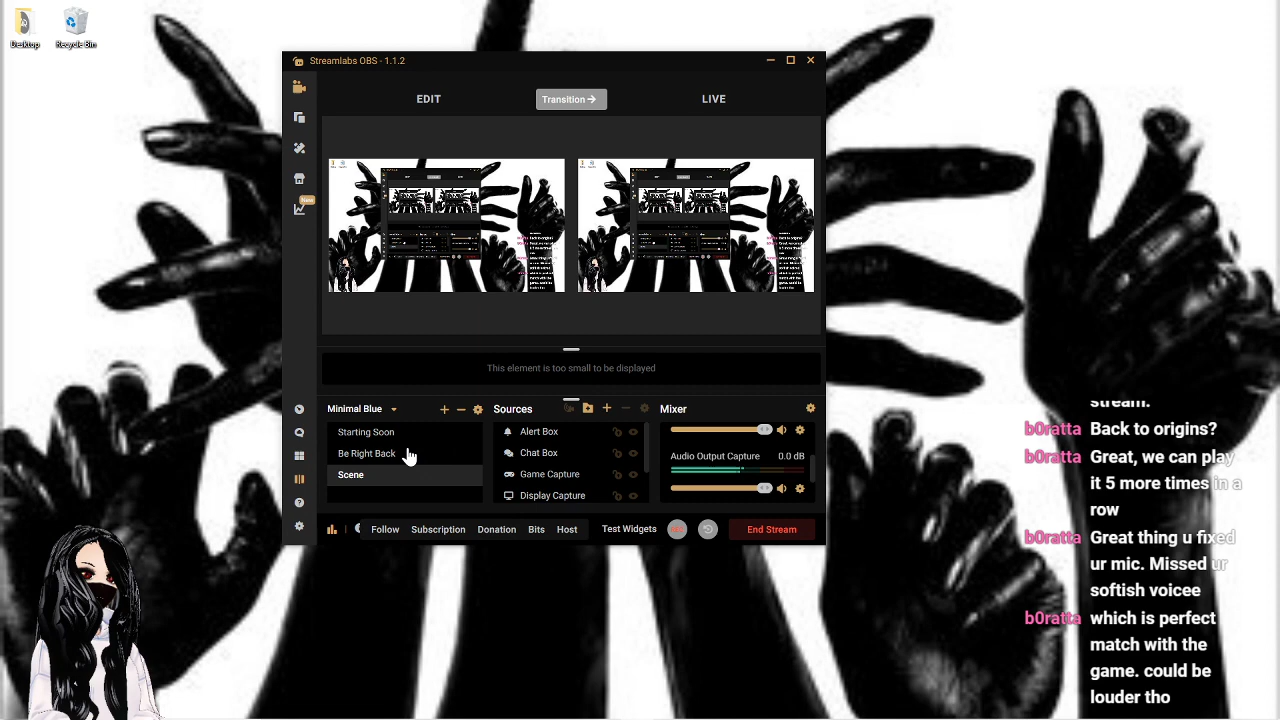 Desktop
Recycle Bin
Streamlabs OBS - 1.1.2
EDIT
Transition
LIVE
New
This element is too small to be displayed
Minimal Blue
Starting Soon
Be Right Back
Scene
Sources
Alert Box
Chat Box
Game Capture
Display Capture
Mixer
Audio Output Capture 0.0 dB
Follow Subscription Donation Bits Host
Test Widgets
REC
End Stream
stream.
b0ratta Back to origins?
b0ratta Great, we can play
it 5 more times in a
row
b0ratta Great thing u fixed
ur mic. Missed ur
softish voicee
b0ratta which is perfect
match with the
game. could be
louder tho